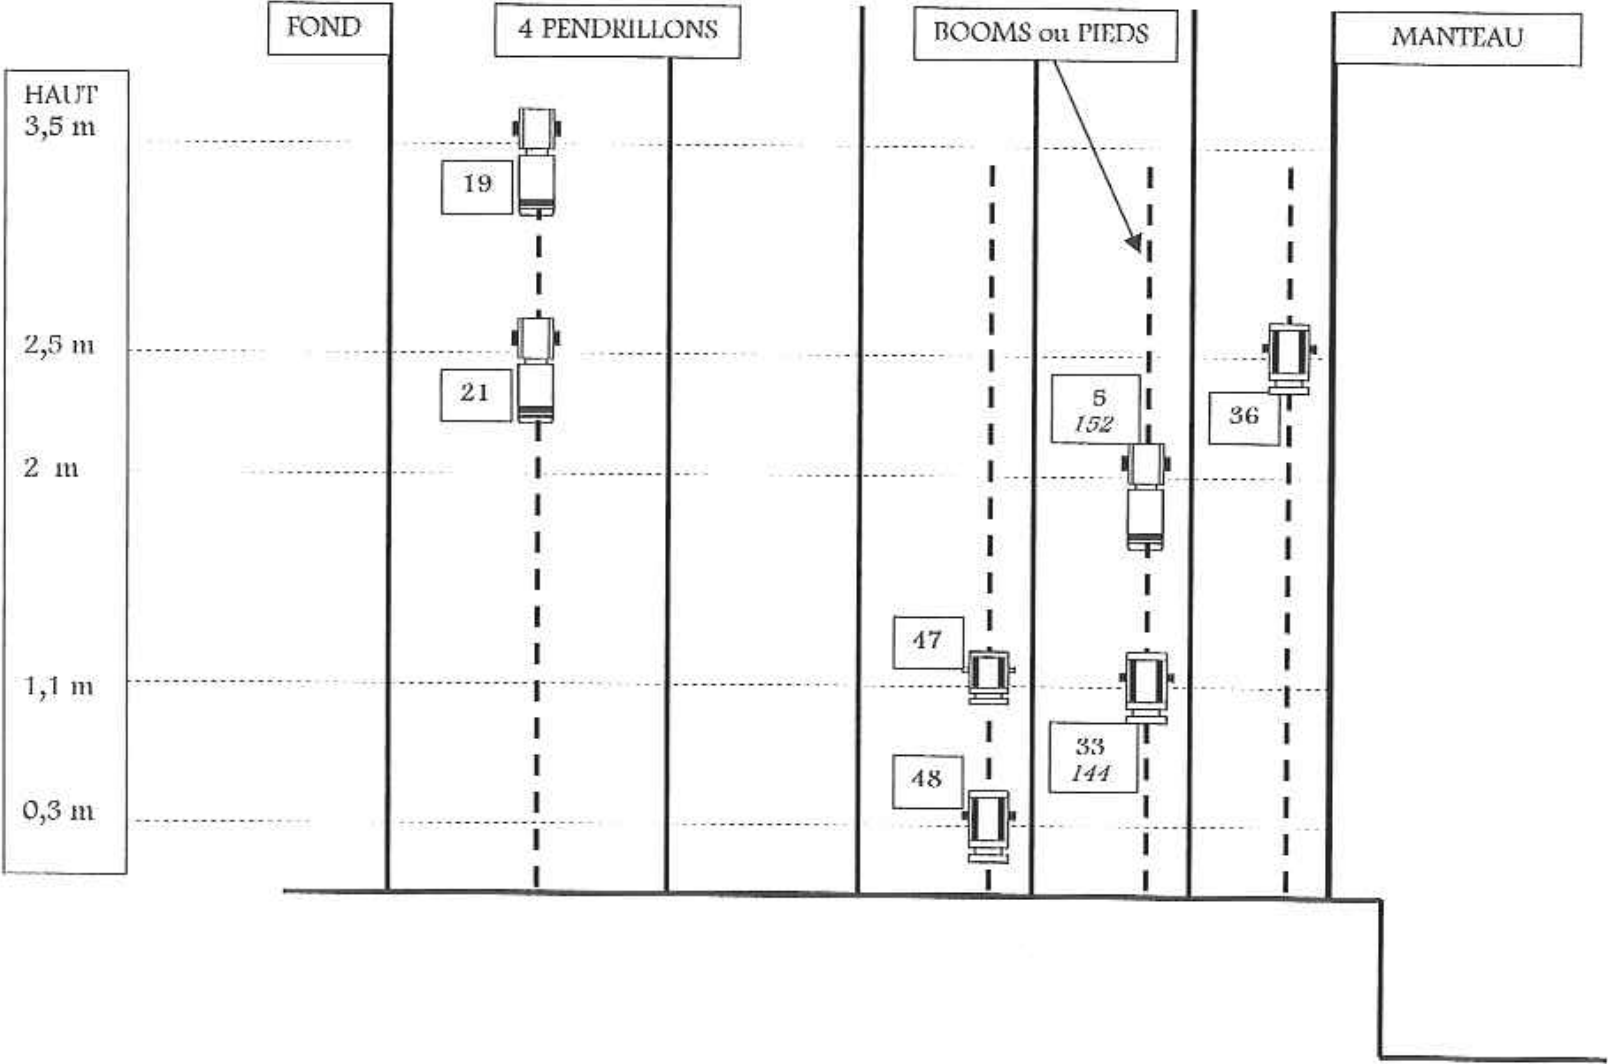 FOND
4 PENDRILLONS
BOOMS ou PIEDS
MANTEAU
HAUT
3,5 m
19
2,5 m
21
5
152
36
2 m
47
1,1 m
33
144
48
0,3 m